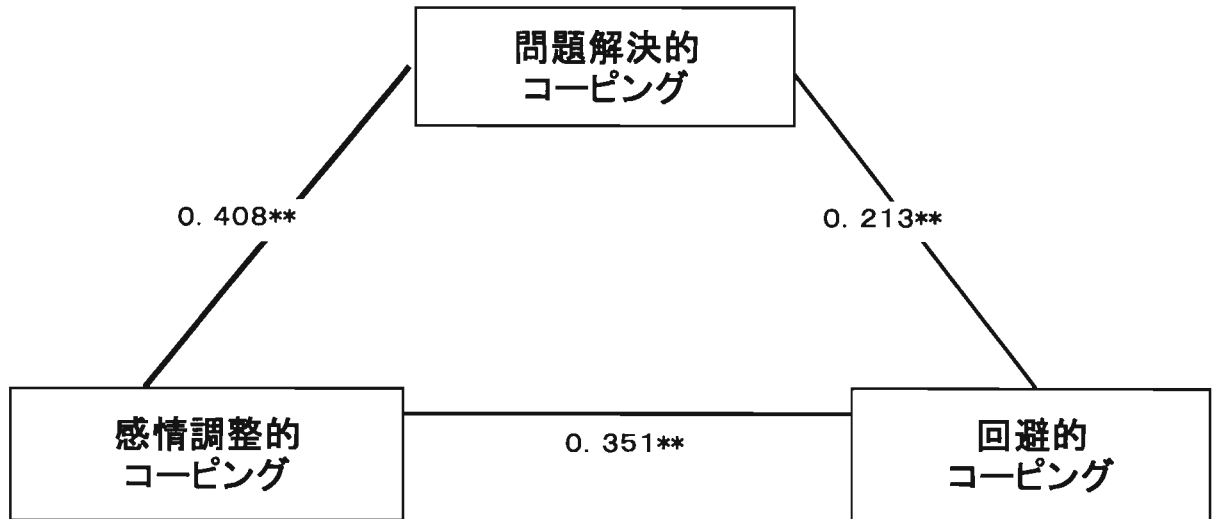 問題解決的
コーピング
0. 408**
0. 213**
感情調整的
コーピング
0. 351**
回避的
コーピング